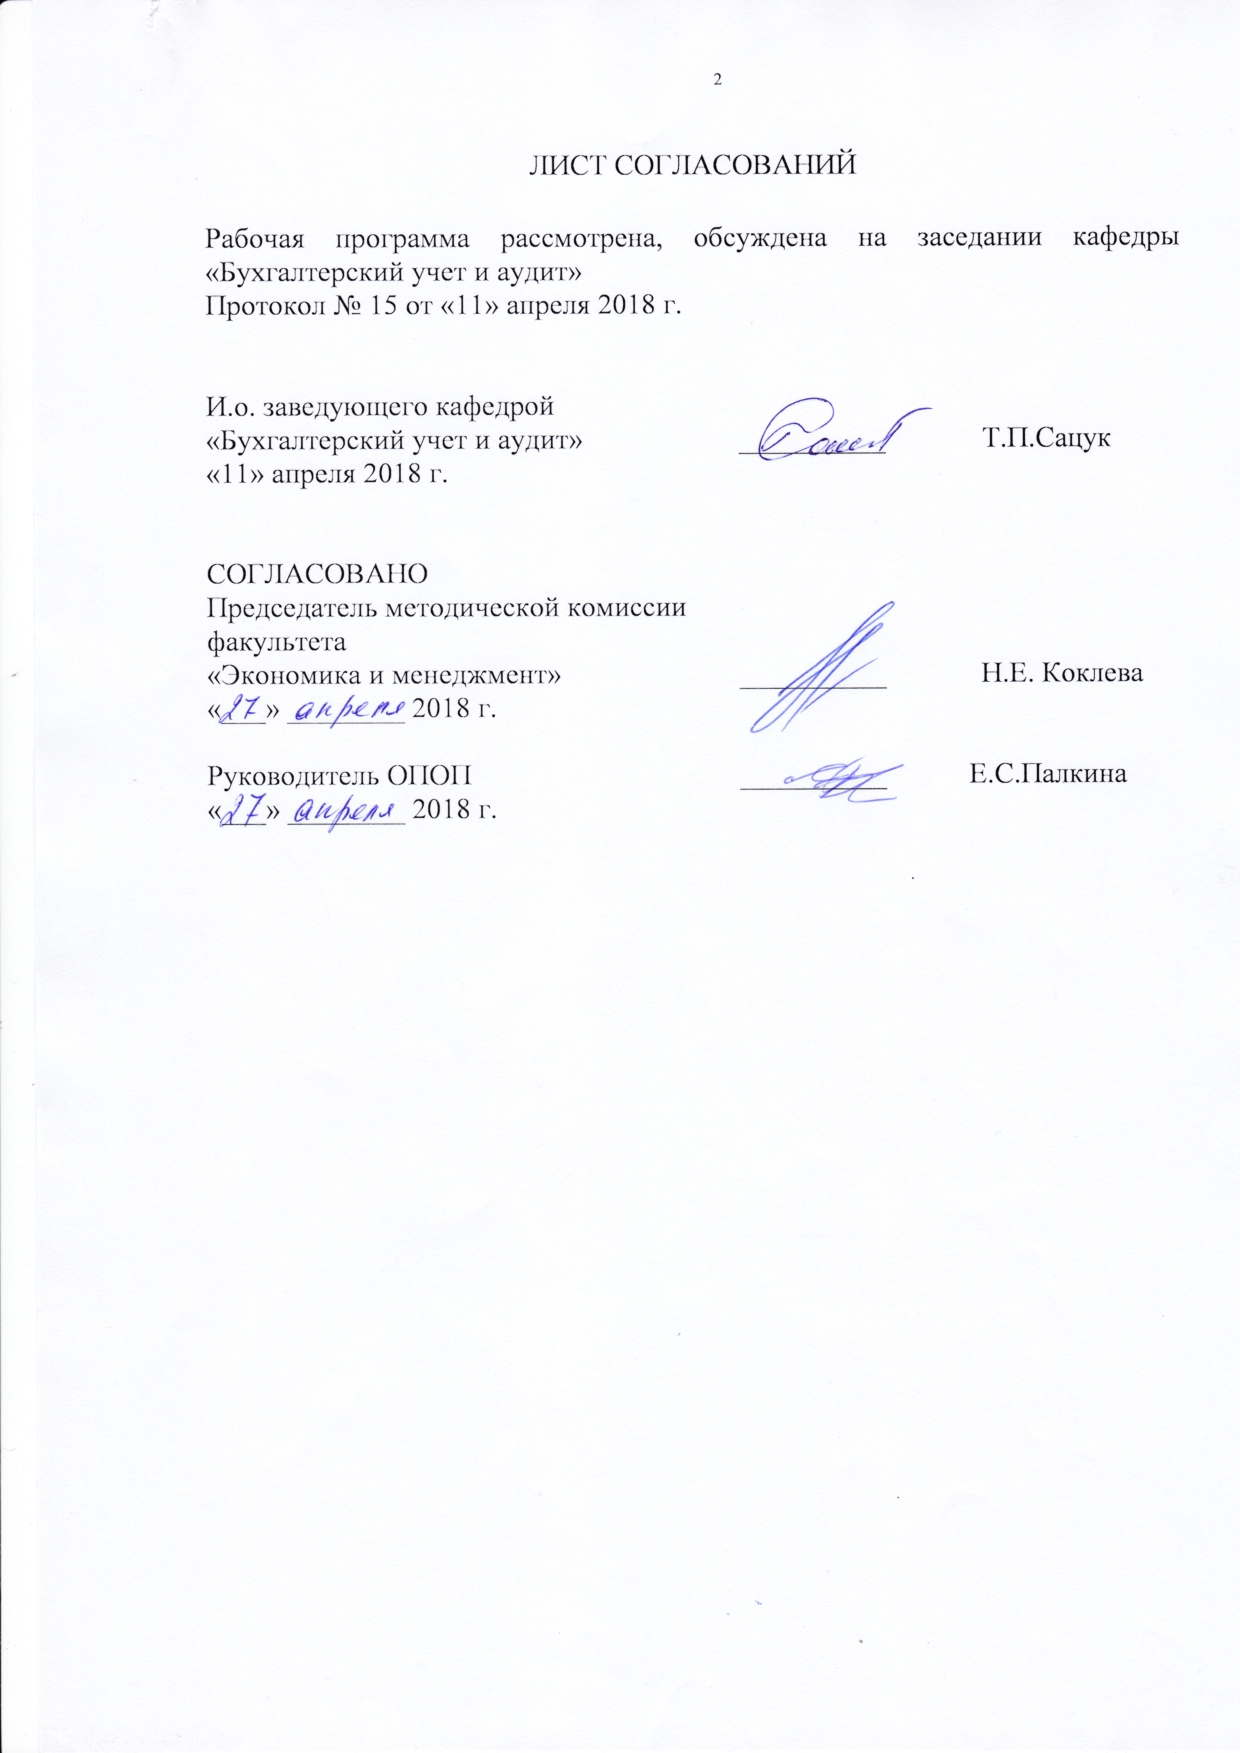 2
ЛИСТ СОГЛАСОВАНИЙ
Рабочая программа рассмотрена, обсуждена на заседании кафедры
«Бухгалтерский учет и аудит»
Протокол № 15 от «11» апреля 2018 г.
И.о. заведующего кафедрой
«Бухгалтерский учет и аудит» Т.П.Сацук
«11» апреля 2018 г.
СОГЛАСОВАНО
Председатель методической комиссии
факультета
«Экономика и менеджмент» Н.Е. Коклева
«27» апреля 2018 г.
Руководитель ОПОП Е.С.Палкина
«27» апреля 2018 г.